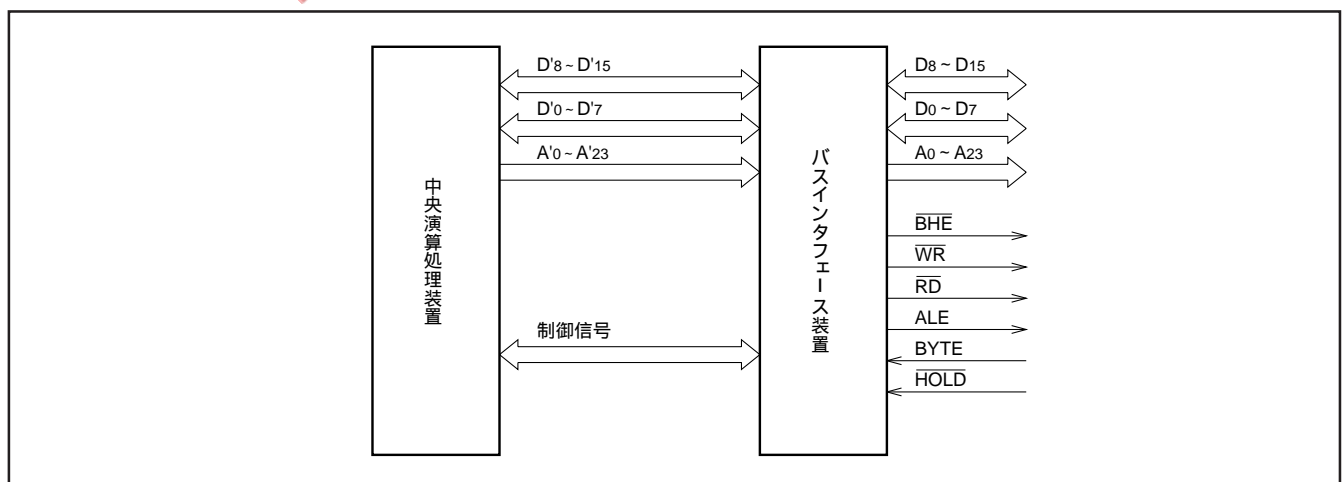 中央演算処理装置
D'8 ~ D'15
D'0 ~ D'7
A'0 ~ A'23
制御信号
バスインタフェース装置
D8 ~ D15
D0 ~ D7
A0 ~ A23
BHE
WR
RD
ALE
BYTE
HOLD